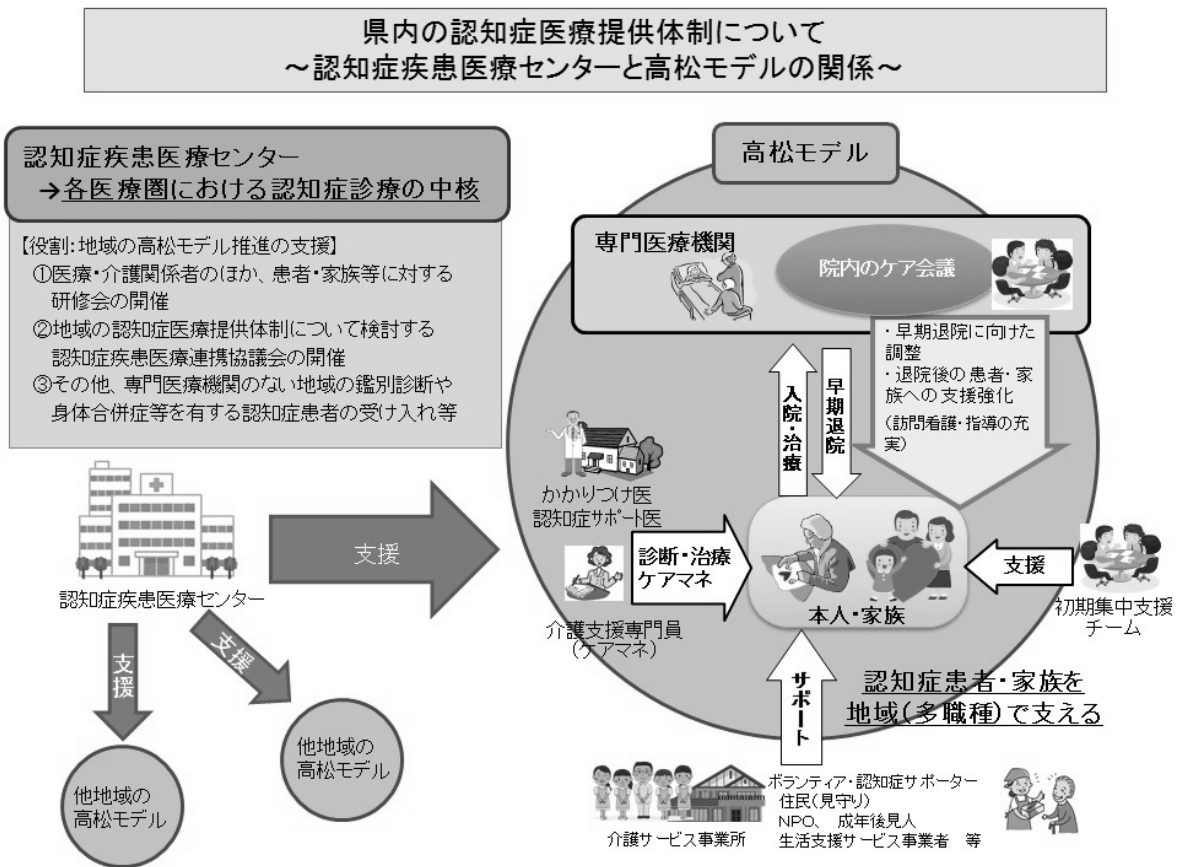 県内の認知症医療提供体制について
～認知症疾患医療センターと高松モデルの関係～
認知症疾患医療センター
→各医療圏における認知症診療の中核
【役割:地域の高松モデル推進の支援】
①医療・介護関係者のほか、患者・家族等に対する
研修会の開催
②地域の認知症医療提供体制について検討する
認知症疾患医療連携協議会の開催
③その他、専門医療機関のない地域の鑑別診断や
身体合併症等を有する認知症患者の受け入れ等
認知症疾患医療センター
支援
支援
支援
他地域の
高松モデル
他地域の
高松モデル
高松モデル
専門医療機関
院内のケア会議
・早期退院に向けた
調整
・退院後の患者・家
族への支援強化
(訪問看護・指導の充
実)
入院・治療
早期退院
かかりつけ医
認知症サポート医
診断・治療
ケアマネ
介護支援専門員
(ケアマネ)
本人・家族
支援
初期集中支援
チーム
サポート
認知症患者・家族を
地域(多職種)で支える
介護サービス事業所
ボランティア・認知症サポーター
住民(見守り)
NPO、 成年後見人
生活支援サービス事業者 等